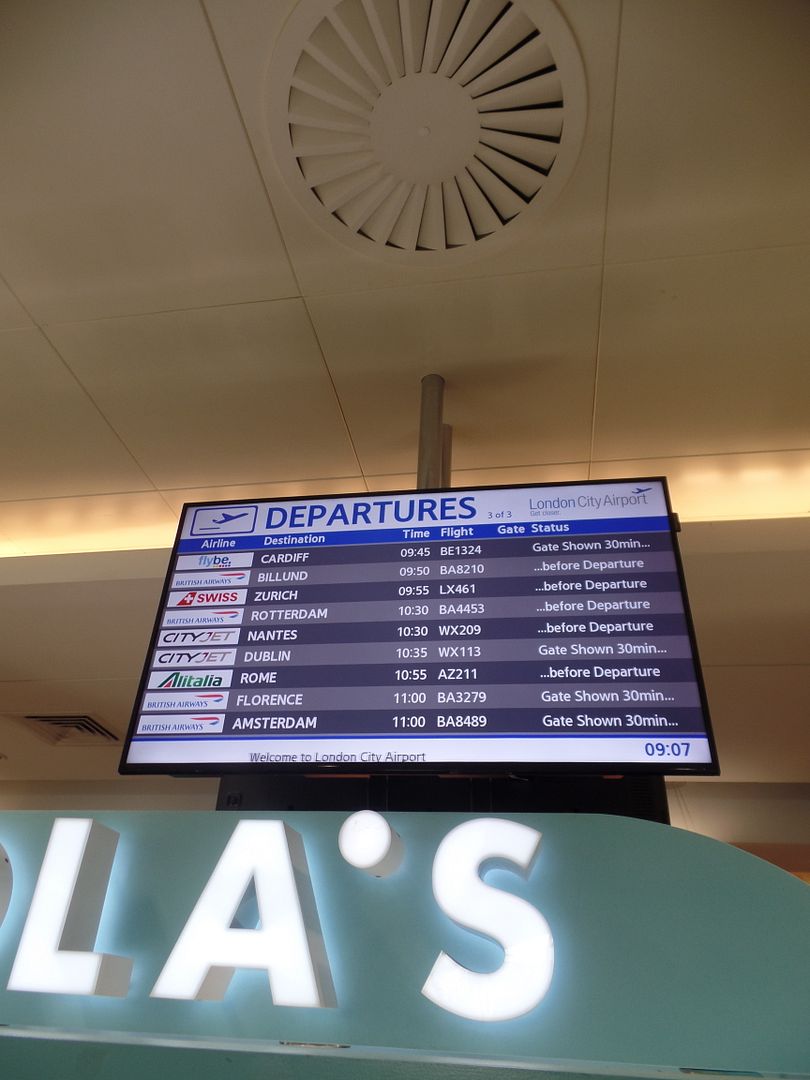 DEPARTURES 3 of 3 London City Airport
Get closer.
Airline Destination Time Flight Gate Status
flybe. CARDIFF 09:45 BE1324 Gate Shown 30min...
BRITISH AIRWAYS BILLUND 09:50 BA8210 ...before Departure
SWISS ZURICH 09:55 LX461 ...before Departure
BRITISH AIRWAYS ROTTERDAM 10:30 BA4453 ...before Departure
CITYJET NANTES 10:30 WX209 ...before Departure
CITYJET DUBLIN 10:35 WX113 Gate Shown 30min...
Alitalia ROME 10:55 AZ211 ...before Departure
BRITISH AIRWAYS FLORENCE 11:00 BA3279 Gate Shown 30min...
BRITISH AIRWAYS AMSTERDAM 11:00 BA8489 Gate Shown 30min...
Welcome to London City Airport 09:07
LA'S